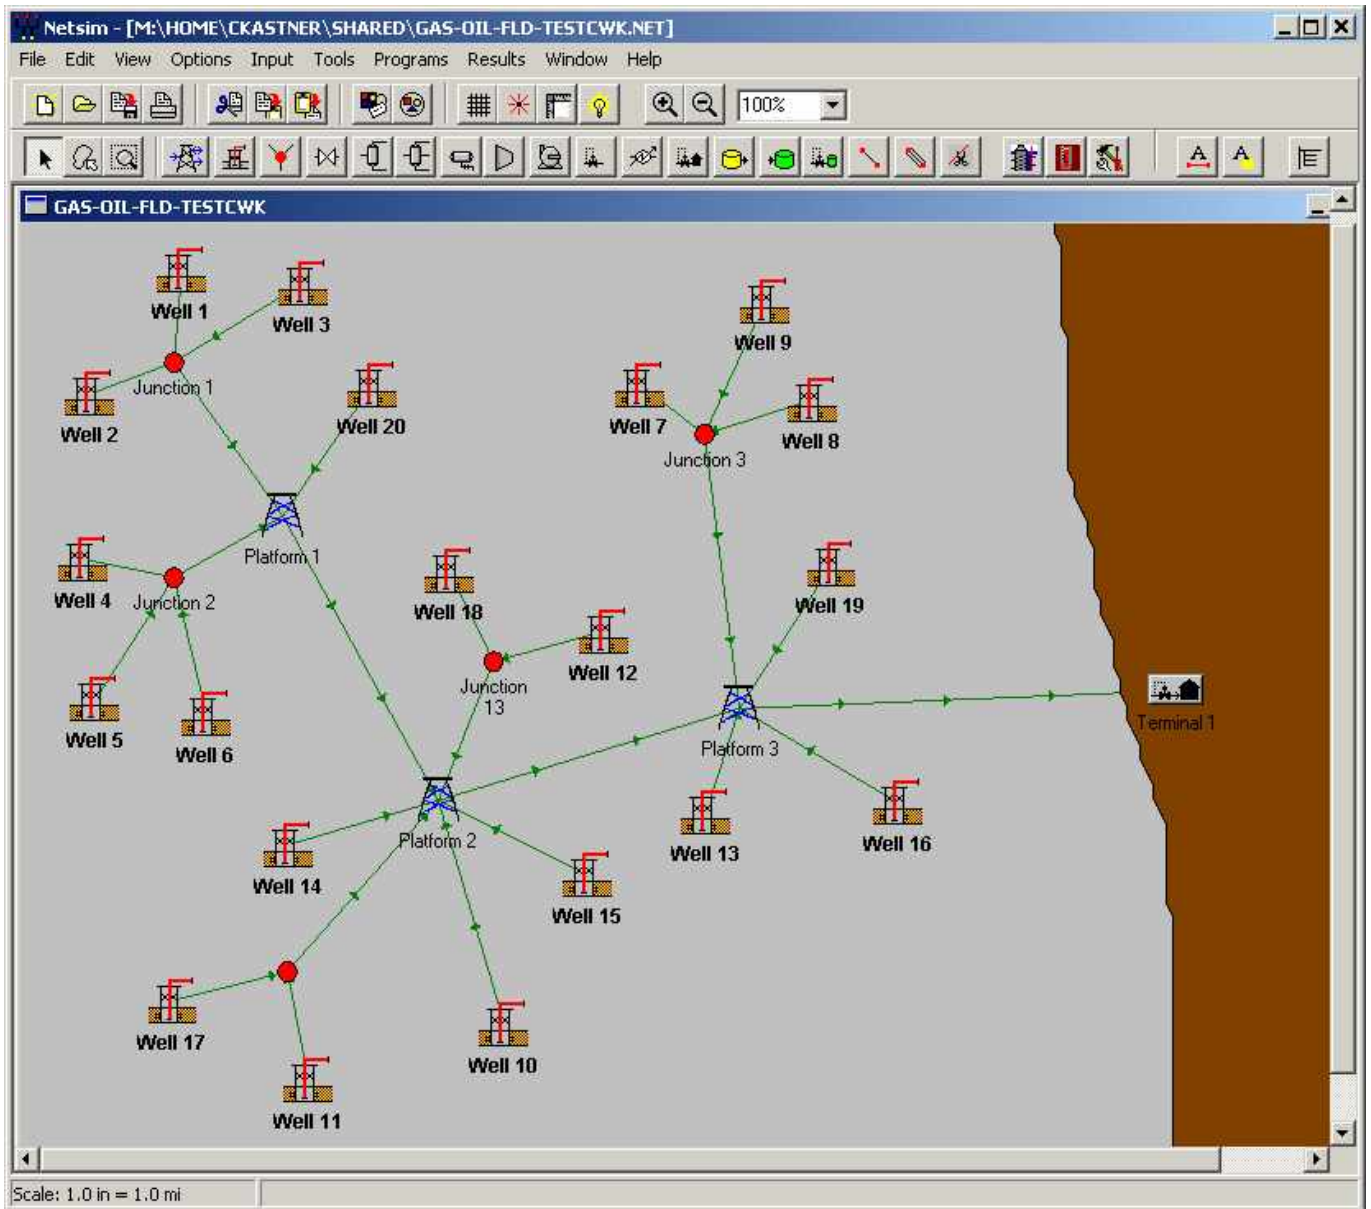 Netsim - [M:\HOME\CKASTNER\SHARED\GAS-OIL-FLD-TESTCWK.NET]
File Edit View Options Input Tools Programs Results Window Help
100%
A A
GAS-OIL-FLD-TESTCWK
Well 1
Well 3
Well 9
Junction 1
Well 2
Well 20
Well 7
Well 8
Junction 3
Platform 1
Well 4
Junction 2
Well 18
Well 19
Well 12
Junction
13
Well 5
Well 6
Platform 3
Terminal 1
Platform 2
Well 13
Well 16
Well 14
Well 15
Well 17
Well 10
Well 11
Scale: 1.0 in = 1.0 mi